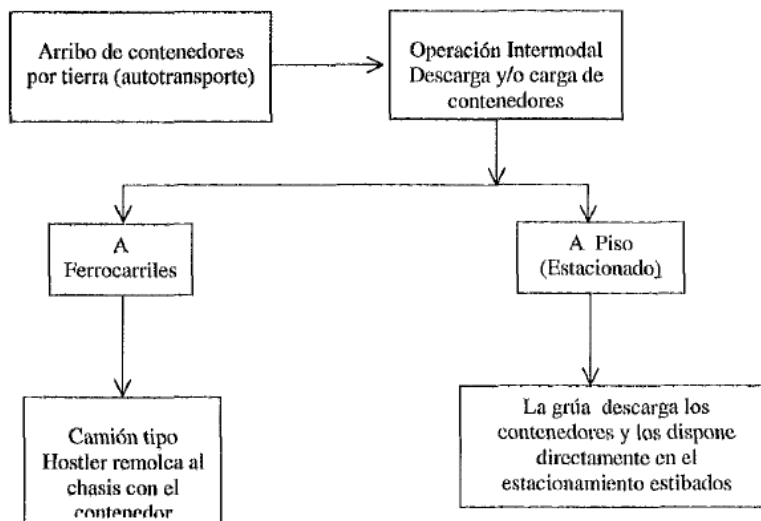 Arribo de contenedores
por tierra (autotransporte)
Operación Intermodal
Descarga y/o carga de
contenedores
A
Ferrocarriles
A Piso
(Estacionado)
Camión tipo
Hostler remolca al
chasis con el
contenedor
La grúa descarga los
contenedores y los dispone
directamente en el
estacionamiento estibados